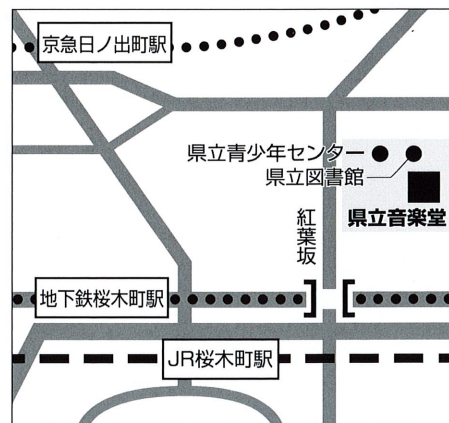 京急日ノ出町駅
県立青少年センター
県立図書館
県立音楽堂
紅葉坂
地下鉄桜木町駅
JR桜木町駅